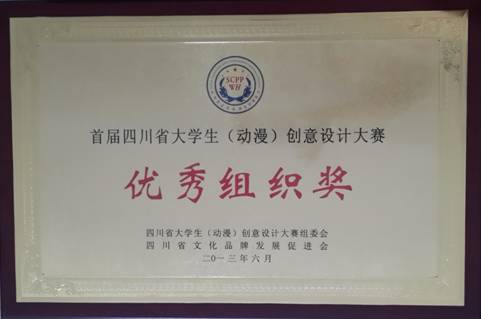 SCPP
WH
首届四川省大学生（动漫）创意设计大赛
优秀组织奖
四川省大学生（动漫）创意设计大赛组委会
四川省文化品牌发展促进会
二〇一三年六月